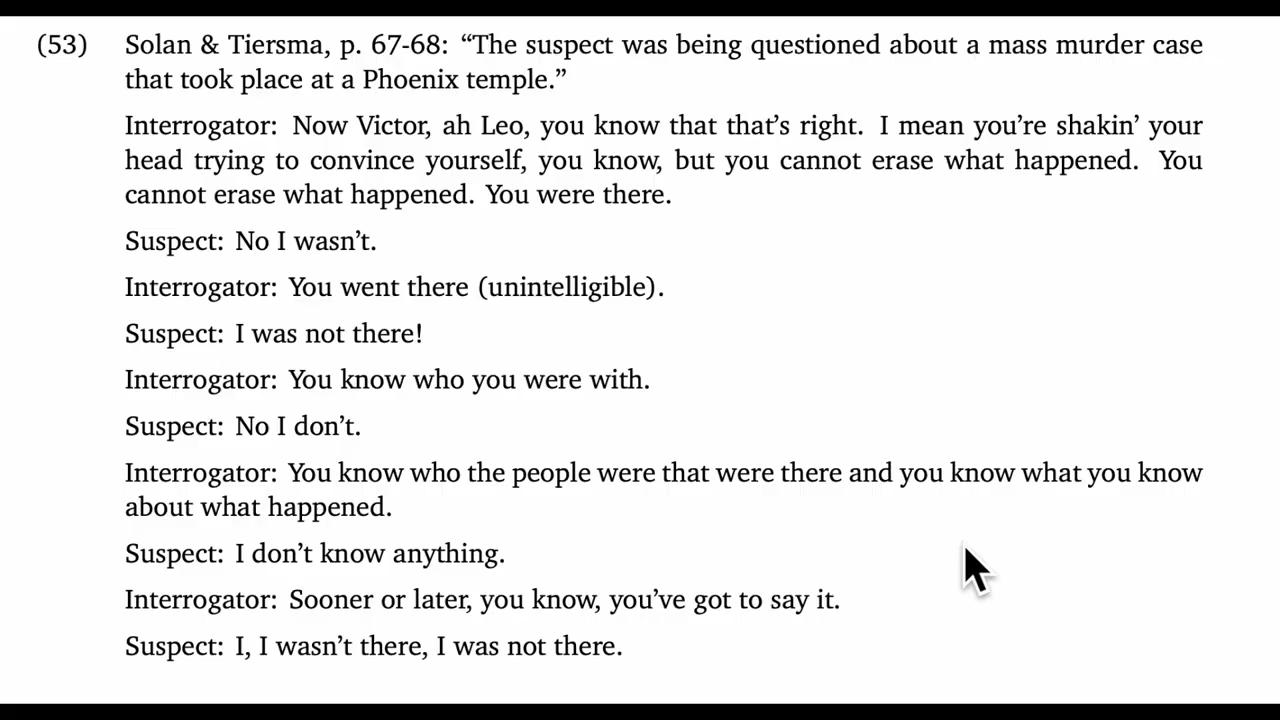 (53) Solan & Tiersma, p. 67-68: “The suspect was being questioned about a mass murder case
that took place at a Phoenix temple.”
Interrogator: Now Victor, ah Leo, you know that that’s right. I mean you’re shakin’ your
head trying to convince yourself, you know, but you cannot erase what happened. You
cannot erase what happened. You were there.
Suspect: No I wasn’t.
Interrogator: You went there (unintelligible).
Suspect: I was not there!
Interrogator: You know who you were with.
Suspect: No I don’t.
Interrogator: You know who the people were that were there and you know what you know
about what happened.
Suspect: I don’t know anything.
Interrogator: Sooner or later, you know, you’ve got to say it.
Suspect: I, I wasn’t there, I was not there.